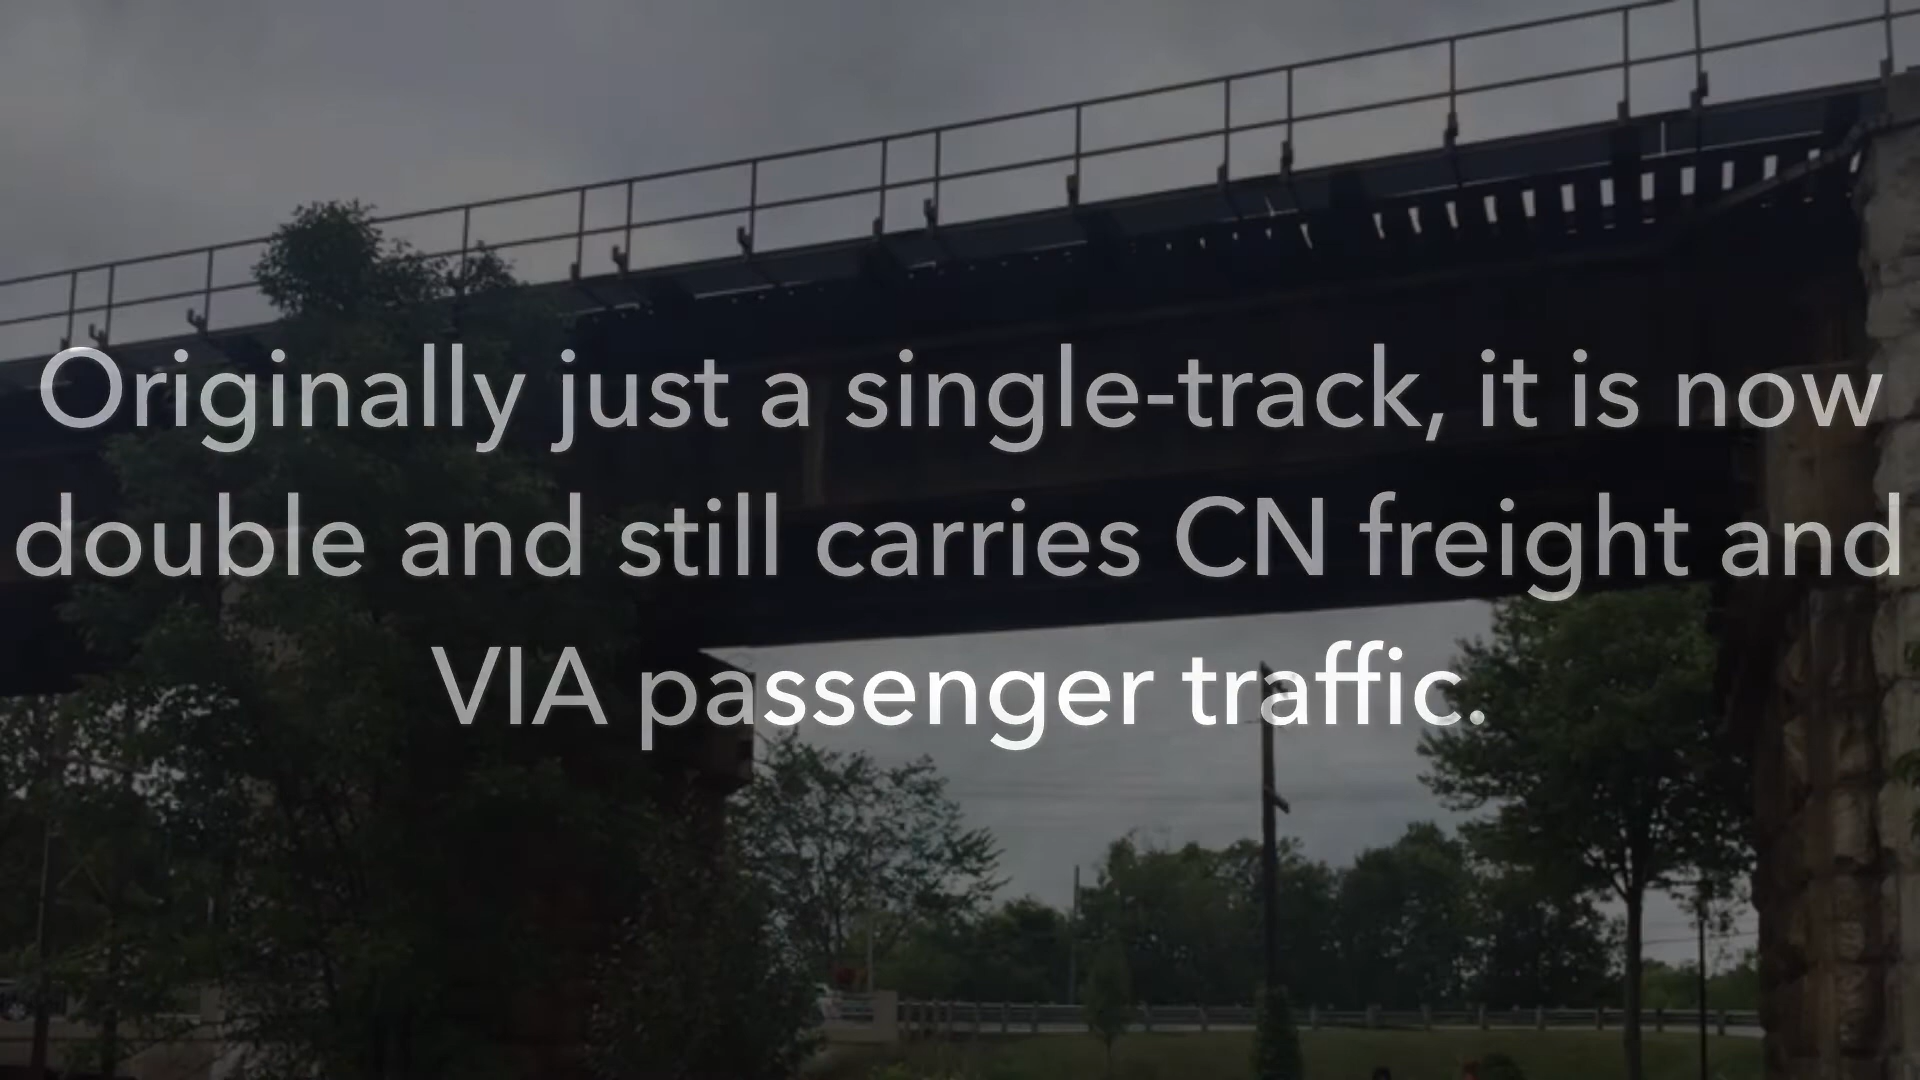 Originally just a single-track, it is now
double and still carries CN freight and
VIA passenger traffic.